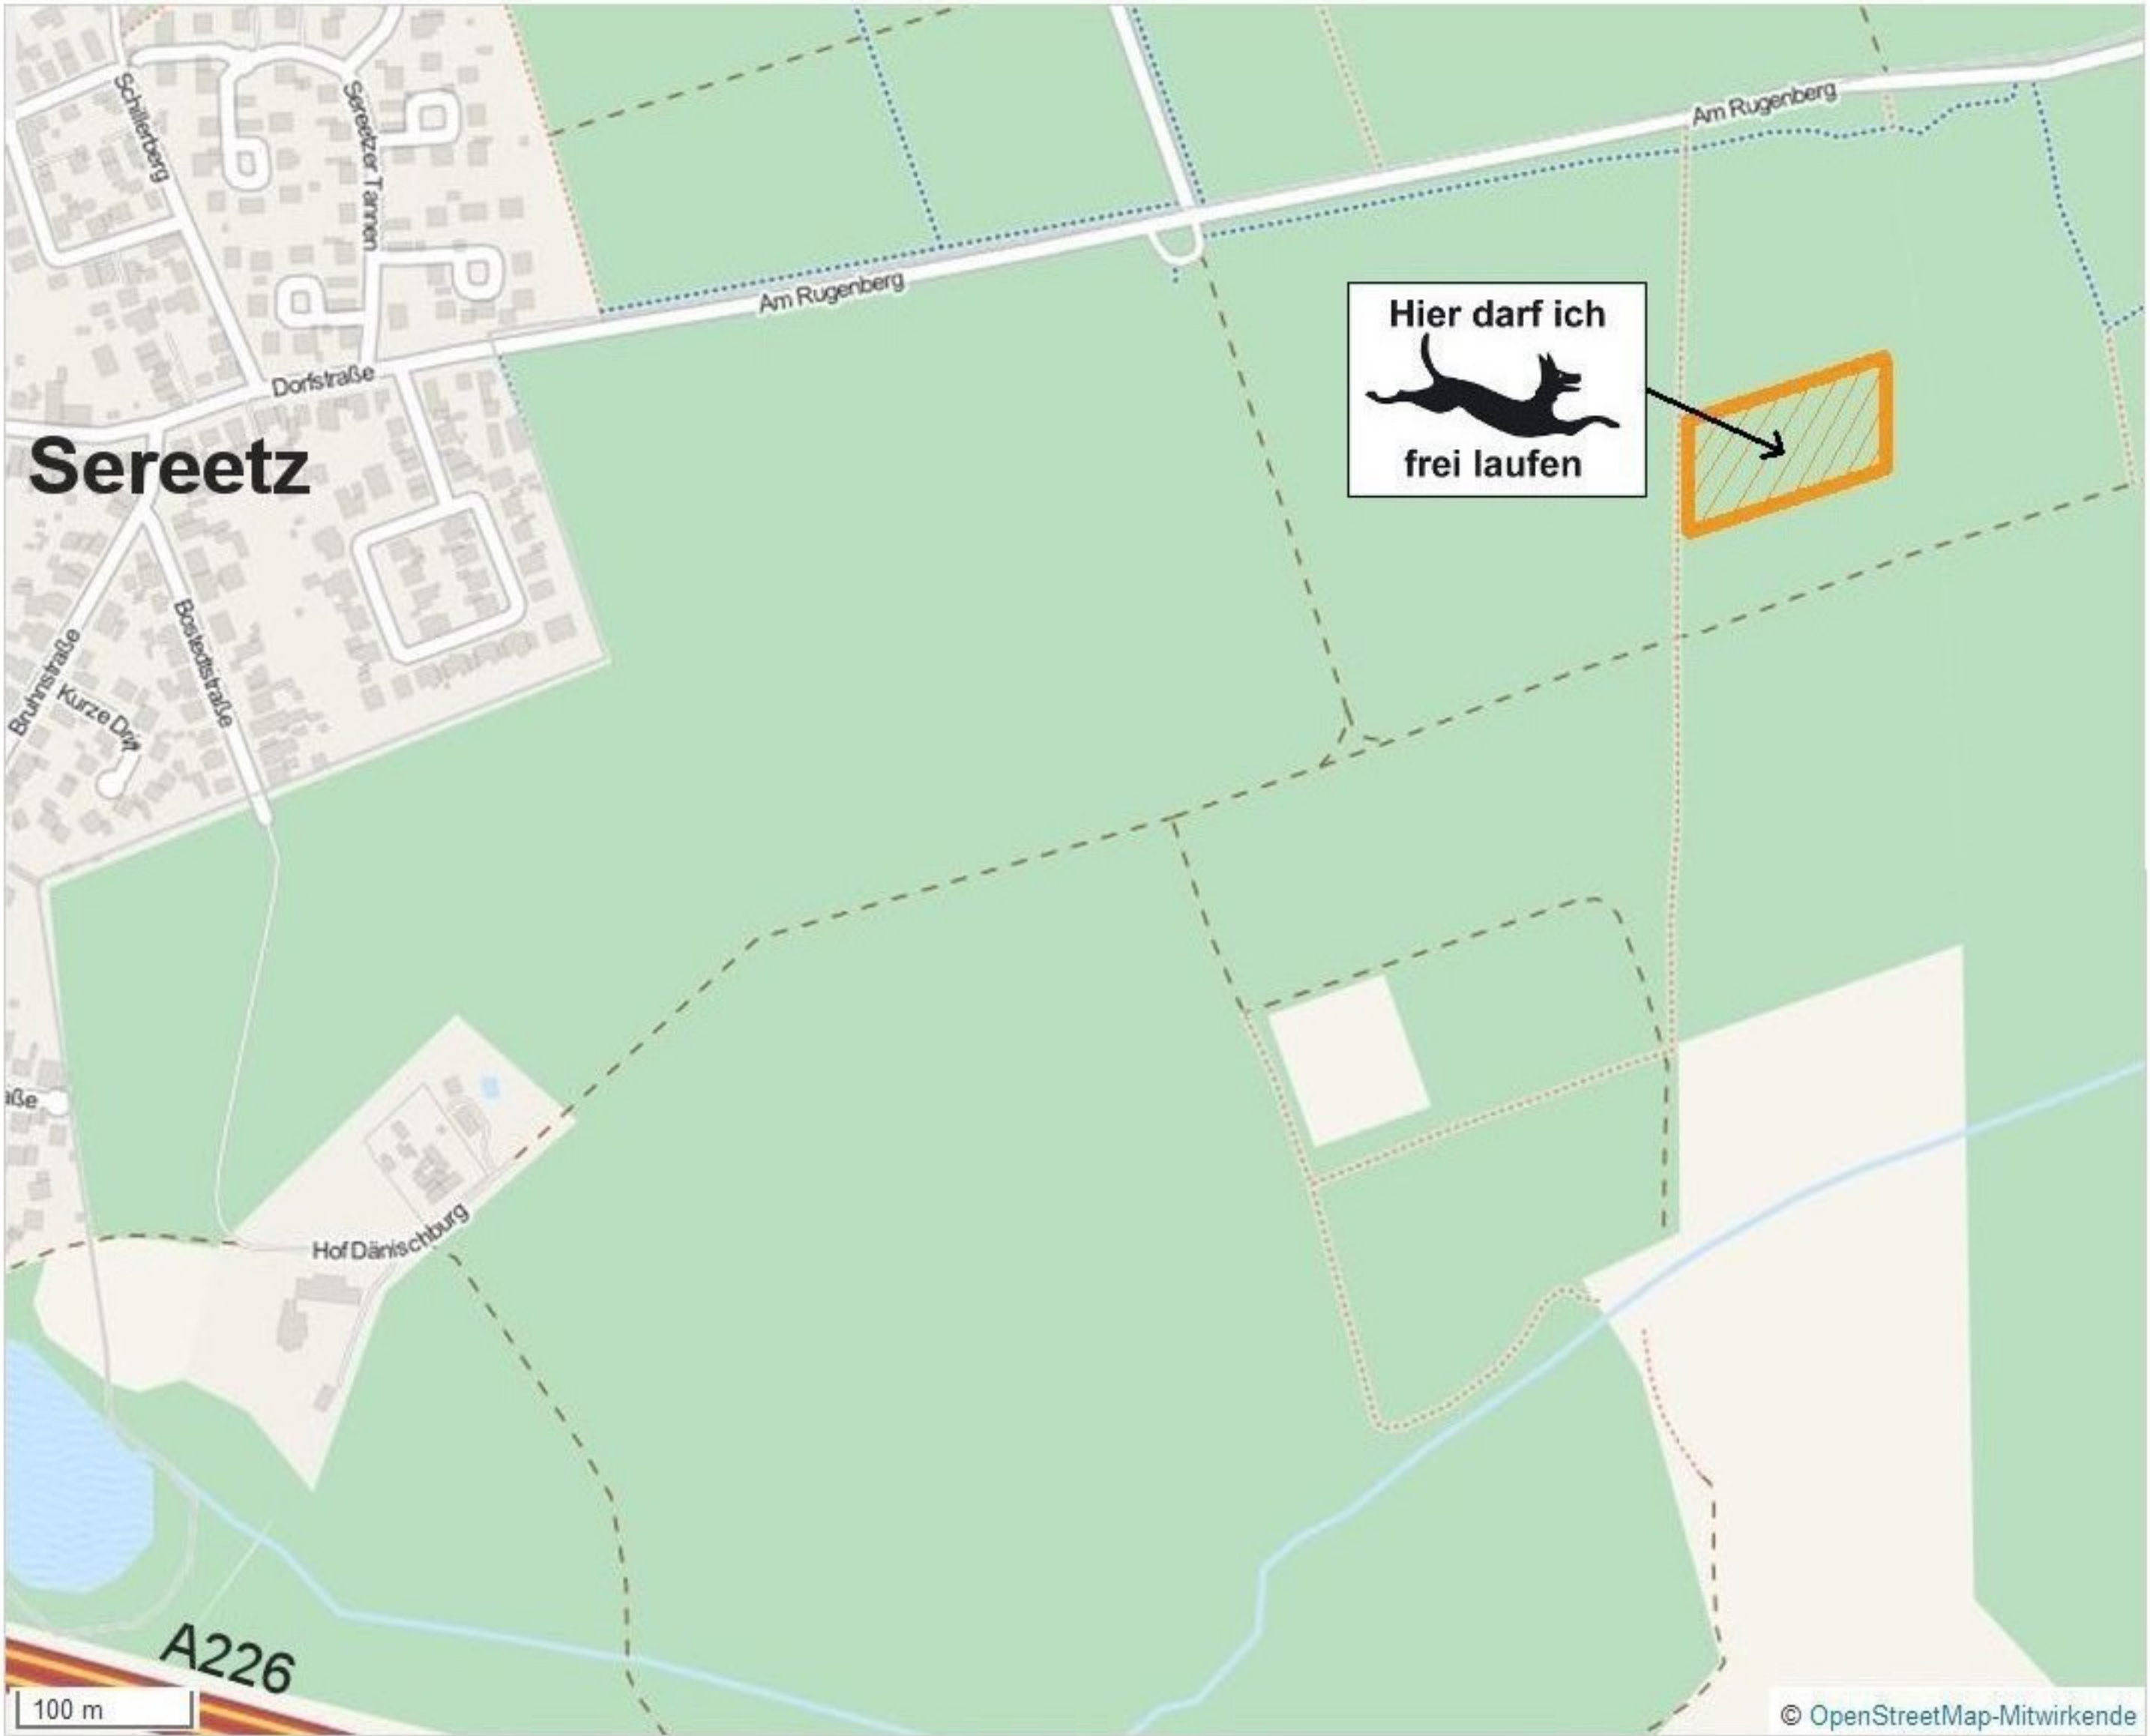 Schillerberg
Sereetzer Tannen
Am Rugenberg
Am Rugenberg
Hier darf ich
frei laufen
Dorfstraße
Sereetz
Bruhnstraße
Bostedtstraße
Kurze Drift
aße
Hof Dänischburg
A226
100 m
© OpenStreetMap-Mitwirkende